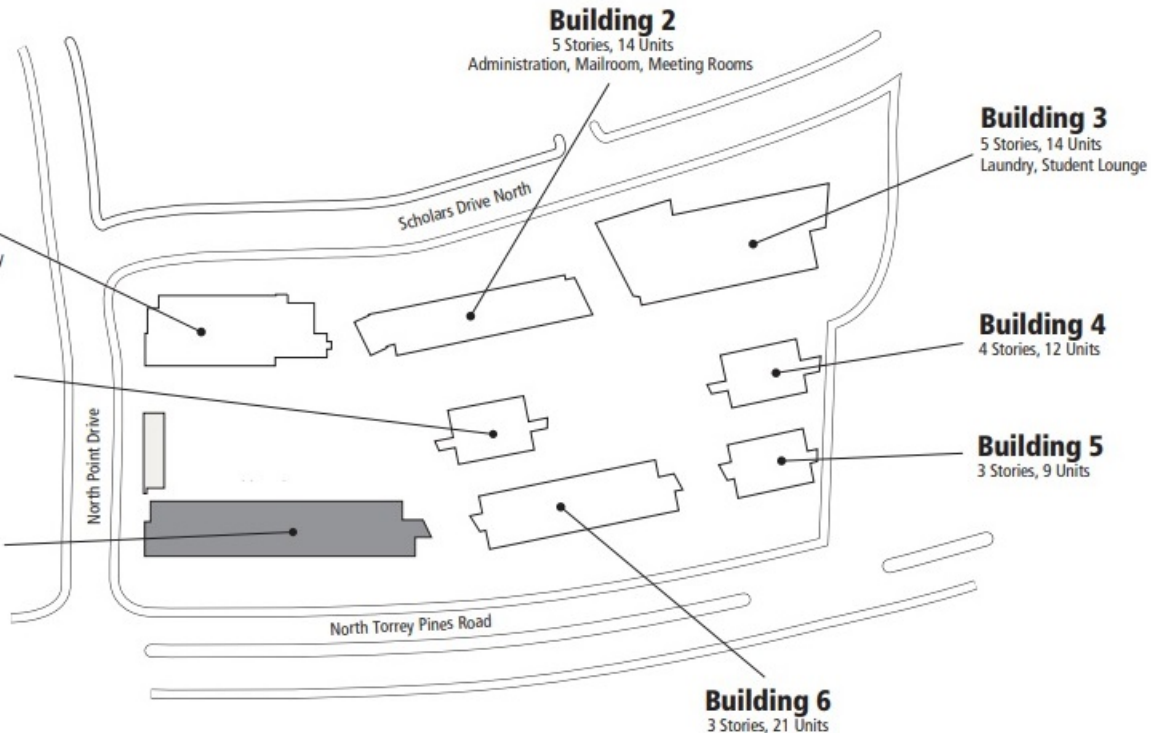 Building 2
5 Stories, 14 Units
Administration, Mailroom, Meeting Rooms
Building 3
5 Stories, 14 Units
Laundry, Student Lounge
Scholars Drive North
Building 4
4 Stories, 12 Units
North Point Drive
Building 5
3 Stories, 9 Units
North Torrey Pines Road
Building 6
3 Stories, 21 Units